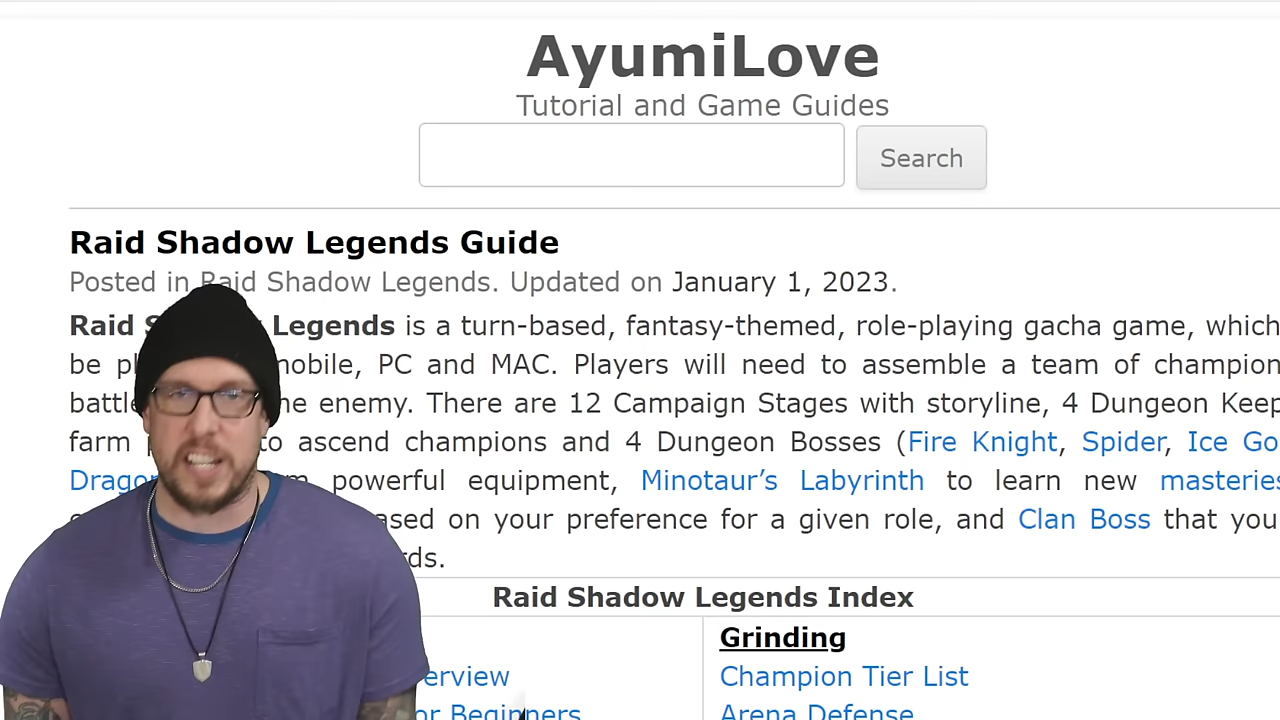 AyumiLove
Tutorial and Game Guides
Search
Raid Shadow Legends Guide
Posted in Raid Shadow Legends. Updated on January 1, 2023.
Raid Legends is a turn-based, fantasy-themed, role-playing gacha game, which
be PC and MAC. Players will need to assemble a team of champion
enemy. There are 12 Campaign Stages with storyline, 4 Dungeon Keep
farm to ascend champions and 4 Dungeon Bosses (Fire Knight, Spider, Ice Go
powerful equipment, Minotaur’s Labyrinth to learn new masteries
based on your preference for a given role, and Clan Boss that you
Raid Shadow Legends Index
Grinding
Champion Tier List
Beginners
Arena Defense